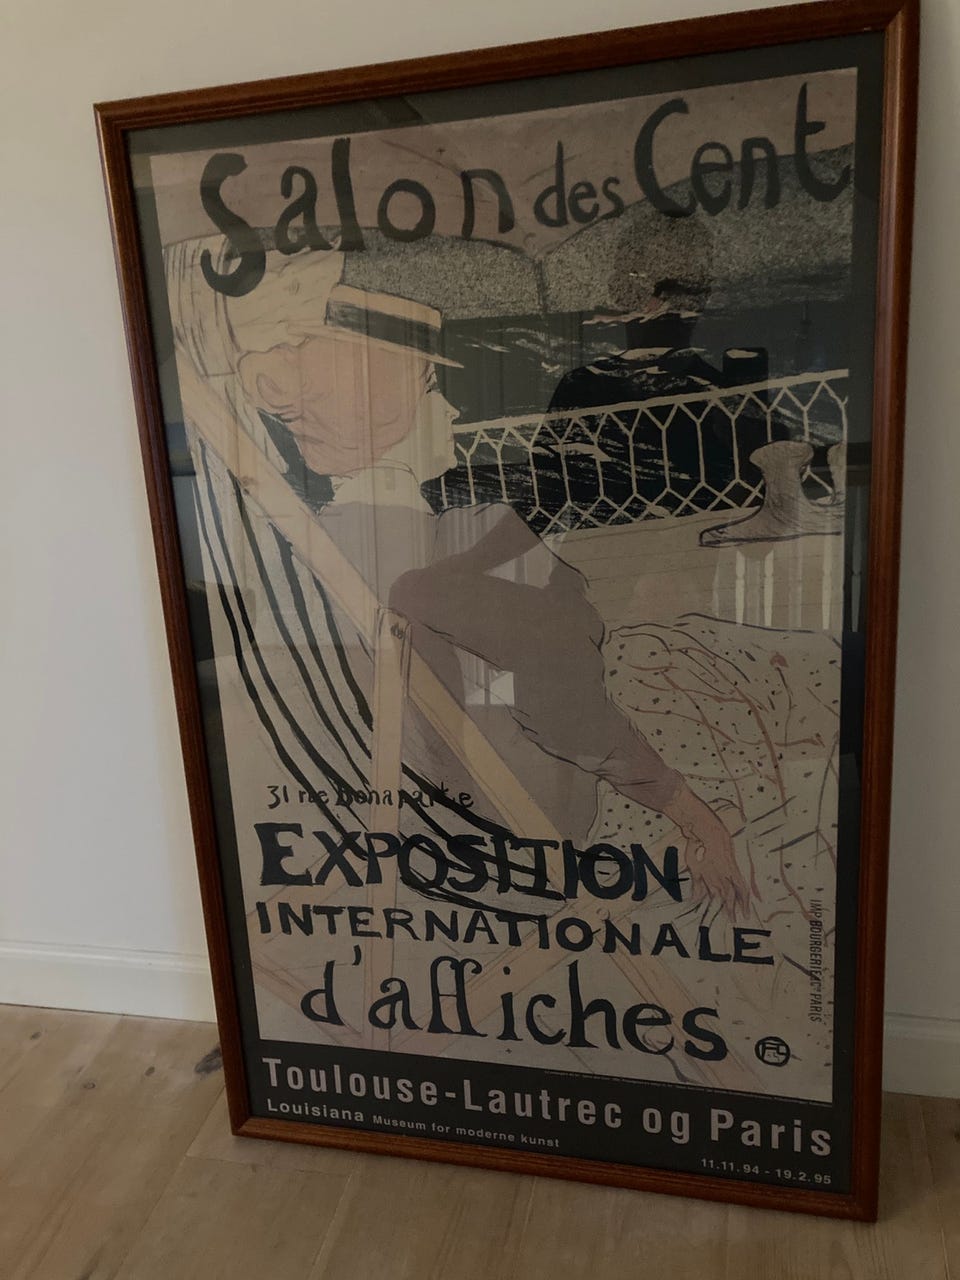 Salon des Cent
31 rue Bonaparte
EXPOSITION
INTERNATIONALE
d'affiches
IMP BOURGERIE & Cie PARIS
Toulouse-Lautrec og Paris
Louisiana Museum for moderne kunst
11.11.94 - 19.2.95